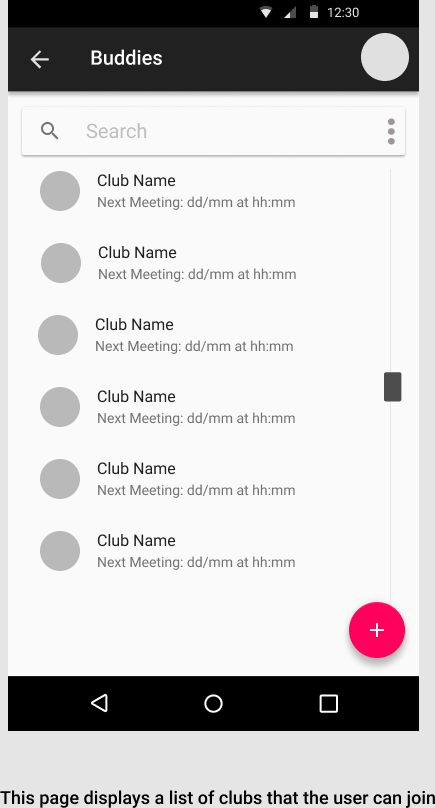 12:30
Buddies
Search
Club Name
Next Meeting: dd/mm at hh:mm
Club Name
Next Meeting: dd/mm at hh:mm
Club Name
Next Meeting: dd/mm at hh:mm
Club Name
Next Meeting: dd/mm at hh:mm
Club Name
Next Meeting: dd/mm at hh:mm
Club Name
Next Meeting: dd/mm at hh:mm
This page displays a list of clubs that the user can join